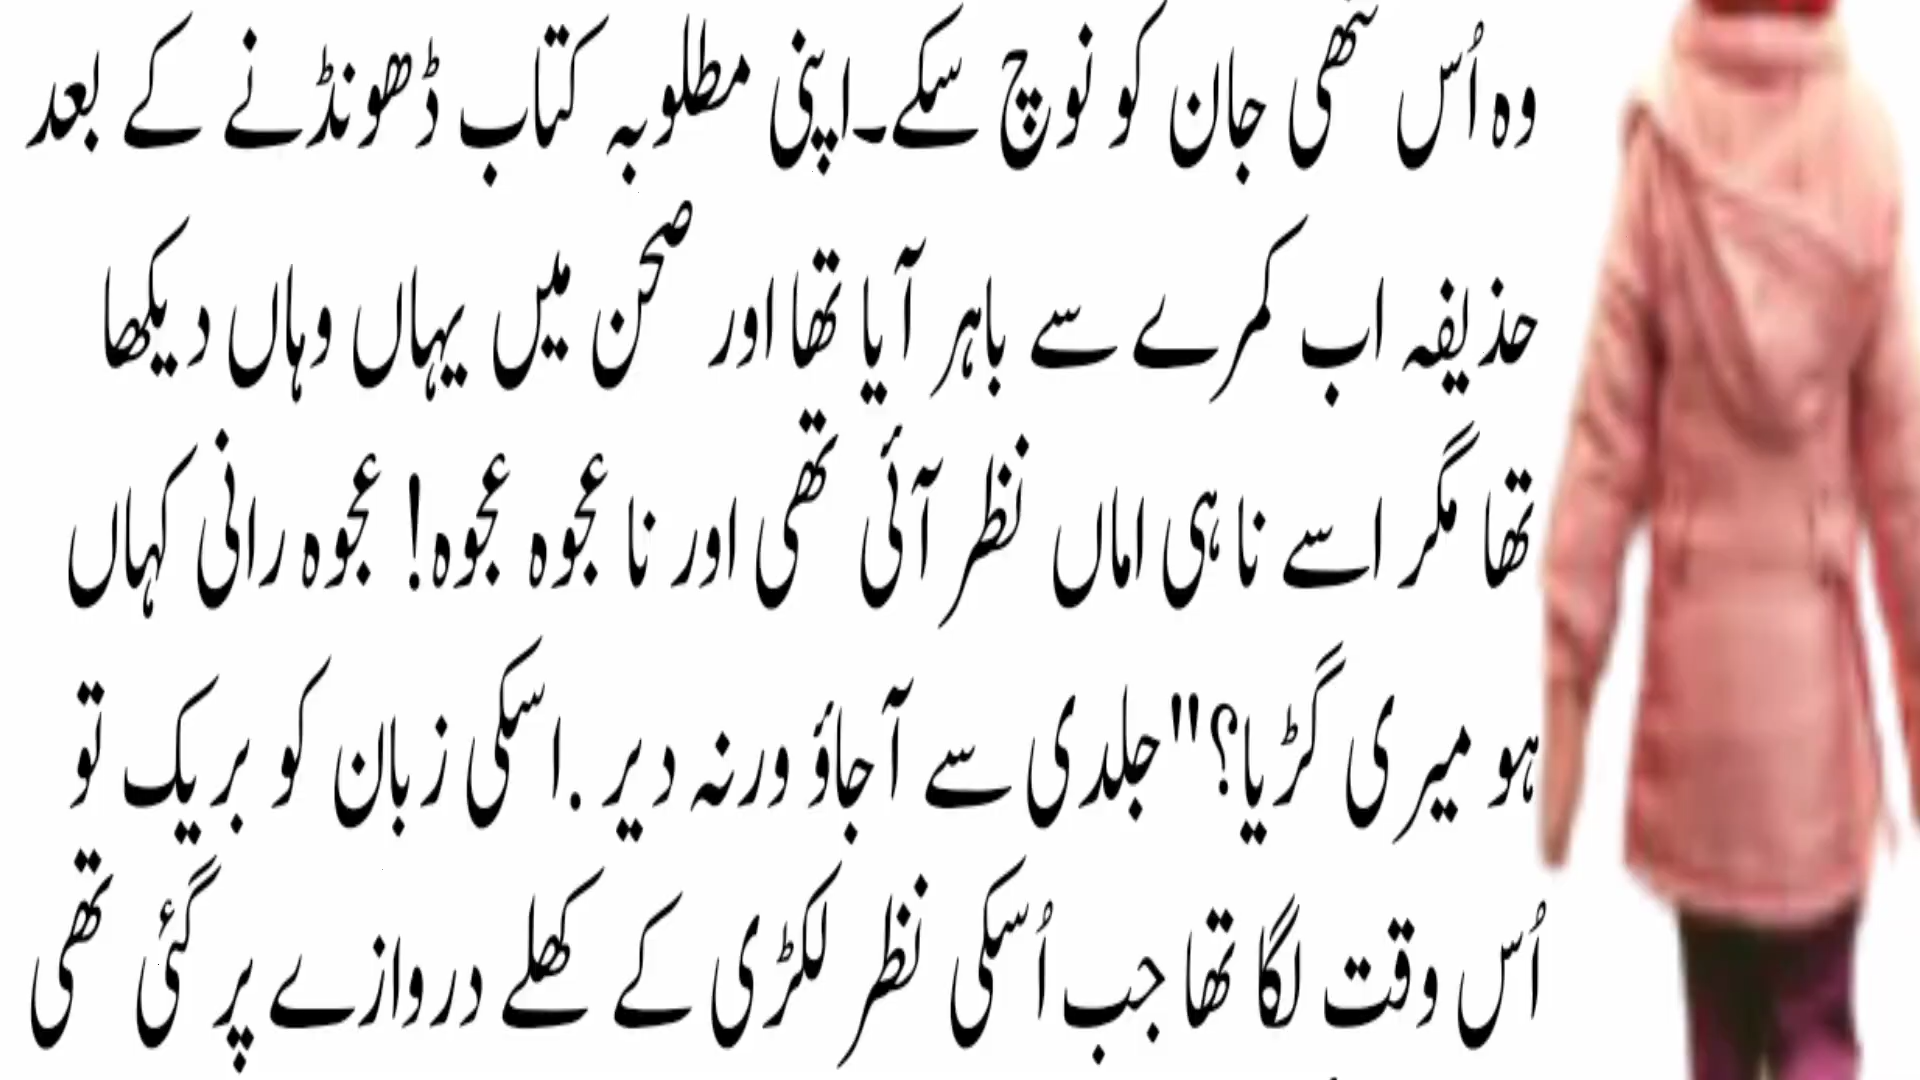 وہ اُس ننھی جان کو نوچ سکے۔اپنی مطلوبہ کتاب ڈھونڈنے کے بعد
حذیفہ اب کمرے سے باہر آیا تھا اور صحن میں یہاں وہاں دیکھا
تھا مگر اسے نا ہی اماں نظر آئی تھی اور نا عجوہ عجوہ! عجوہ رانی کہاں
ہو میری گڑیا؟"جلدی سے آجاؤ ورنہ دیر .اسکی زبان کو بریک تو
اُس وقت لگا تھا جب اُسکی نظر لکڑی کے کھلے دروازے پر گئی تھی